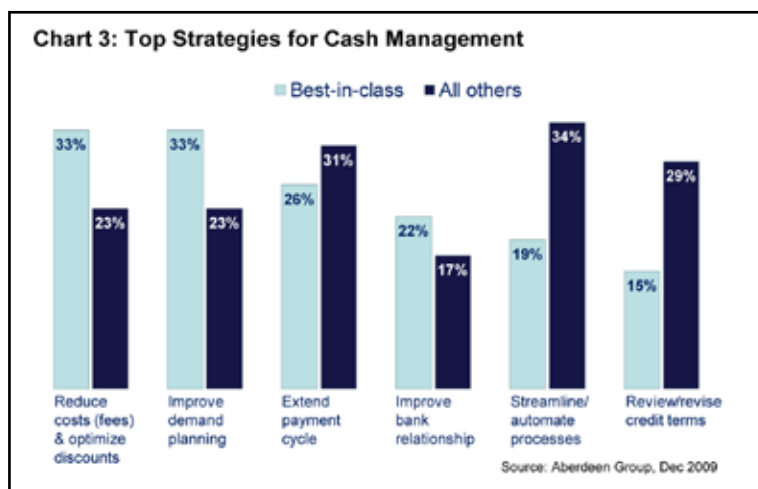 Chart 3: Top Strategies for Cash Management
Best-in-class All others
33% 23% 33% 23% 26% 31% 22% 17% 19% 34% 15% 29%
Reduce
costs (fees)
& optimize
discounts
Improve
demand
planning
Extend
payment
cycle
Improve
bank
relationship
Streamline/
automate
processes
Review/revise
credit terms
Source: Aberdeen Group, Dec 2009